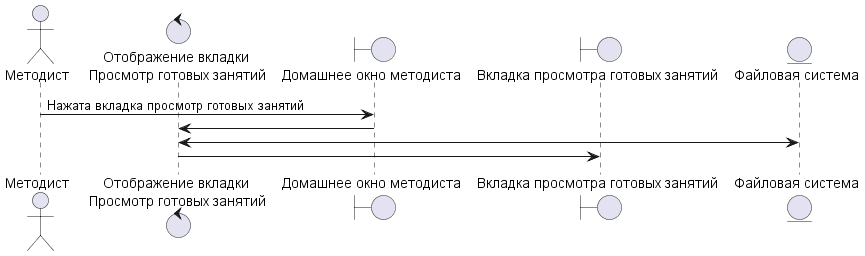 Методист
Отображение вкладки
Просмотр готовых занятий
Домашнее окно методиста
Вкладка просмотра готовых занятий
Файловая система
Нажата вкладка просмотр готовых занятий
Методист
Отображение вкладки
Просмотр готовых занятий
Домашнее окно методиста
Вкладка просмотра готовых занятий
Файловая система